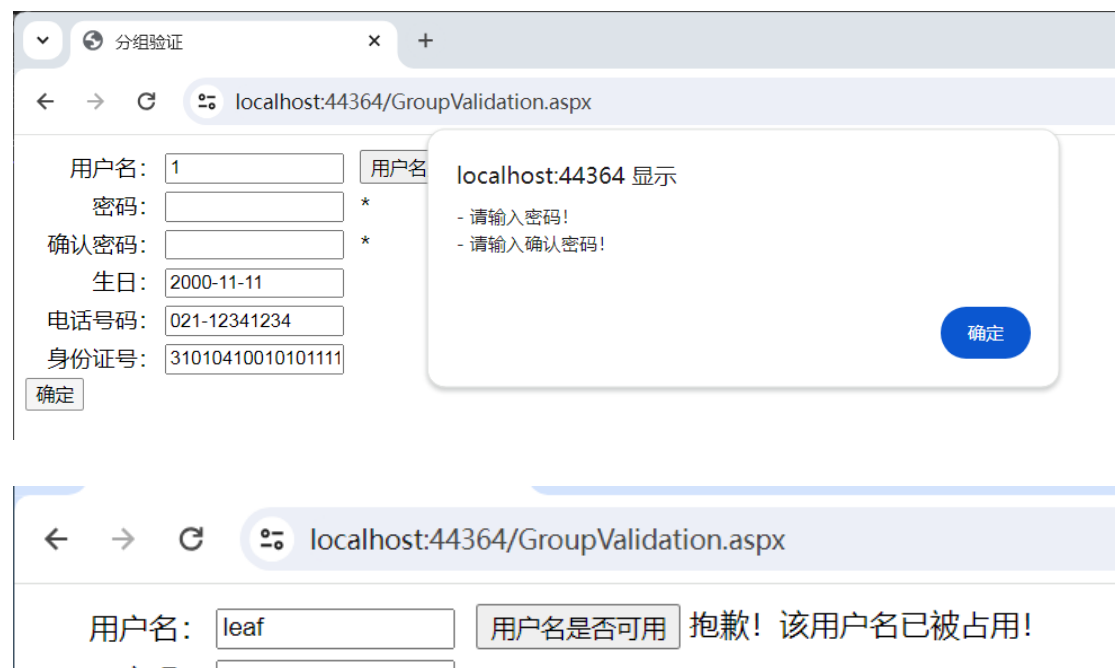 分组验证
localhost:44364/GroupValidation.aspx
用户名： 1 用户名
密码： *
确认密码： *
生日： 2000-11-11
电话号码： 021-12341234
身份证号： 31010410010101111
确定
localhost:44364 显示
- 请输入密码！
- 请输入确认密码！
确定
localhost:44364/GroupValidation.aspx
用户名： leaf 用户名是否可用 抱歉！该用户名已被占用！